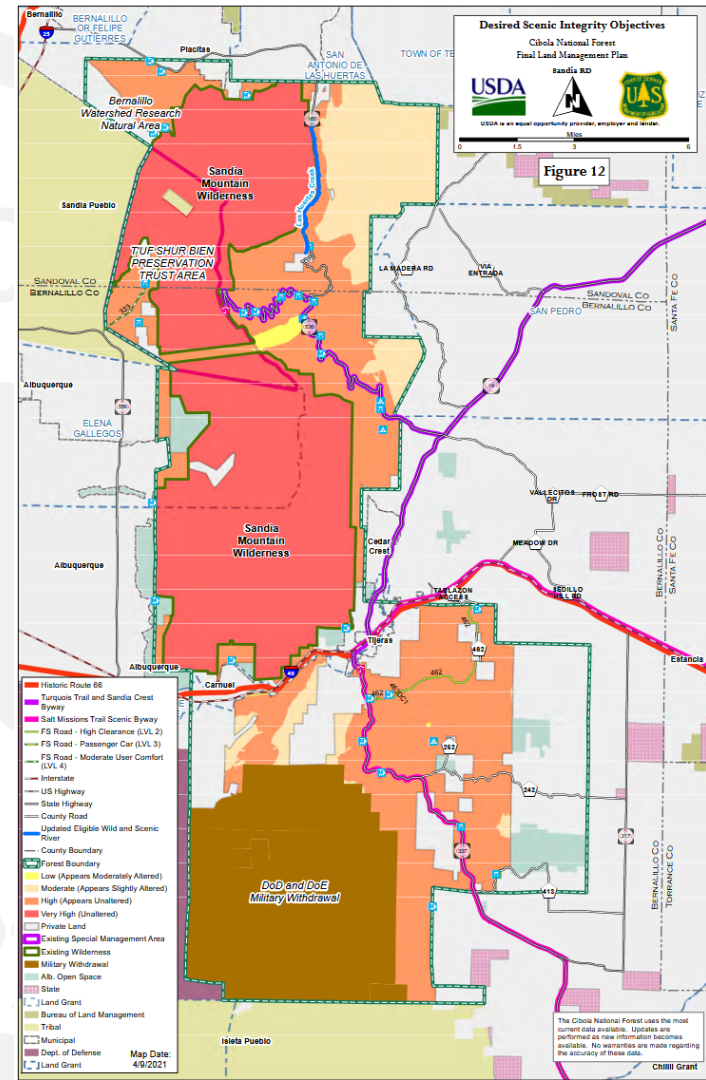 Desired Scenic Integrity Objectives
Cibola National Forest
Final Land Management Plan
Sandia RD
USDA
N
FOREST SERVICE
U S
USDA is an equal opportunity provider, employer and lender.
Miles
0 1.5 3 6
Figure 12
Bernalillo
BERNALILLO
OR FELIPE
GUTIERRES
25
Placitas
SAN
ANTONIO DE
LAS HUERTAS
TOWN OF TE
Bernalillo
Watershed Research
Natural Area
165
Sandia
Mountain
Wilderness
Las Huertas Creek
Sandia Pueblo
TUF SHUR BIEN
PRESERVATION
TRUST AREA
LA MADERA RD
VIA
ENTRADA
SANDOVAL Co
BERNALILLO Co
SANDOVAL Co
BERNALILLO Co
SANTA FE Co
SAN PEDRO
333
536
14
Albuquerque
556
ELENA
GALLEGOS
VALLECITOS
DR
FROST RD
Sandia
Mountain
Wilderness
Cedar
Crest
MEADOW DR
BERNALILLO Co
SANTA FE Co
Albuquerque
TABLAZON
ACCESS
SEDILLO
HILL RD
Tijeras
462
482
Estancia
Albuquerque
Carnuel
40
462
462
462DC1
252
242
217
337
413
DoD and DoE
Military Withdrawal
BERNALILLO Co
TORRANCE Co
Isleta Pueblo
Chilili Grant
Historic Route 66
Turquois Trail and Sandia Crest
Byway
Salt Missions Trail Scenic Byway
FS Road - High Clearance (LVL 2)
FS Road - Passenger Car (LVL 3)
FS Road - Moderate User Comfort
(LVL 4)
Interstate
US Highway
State Highway
County Road
Updated Eligible Wild and Scenic
River
County Boundary
Forest Boundary
Low (Appears Moderately Altered)
Moderate (Appears Slightly Altered)
High (Appears Unaltered)
Very High (Unaltered)
Private Land
Existing Special Management Area
Existing Wilderness
Military Withdrawal
Alb. Open Space
State
Land Grant
Bureau of Land Management
Tribal
Municipal
Dept. of Defense
Land Grant
Map Date:
4/9/2021
The Cibola National Forest uses the most
current data available. Updates are
performed as new information becomes
available. No warranties are made regarding
the accuracy of these data.